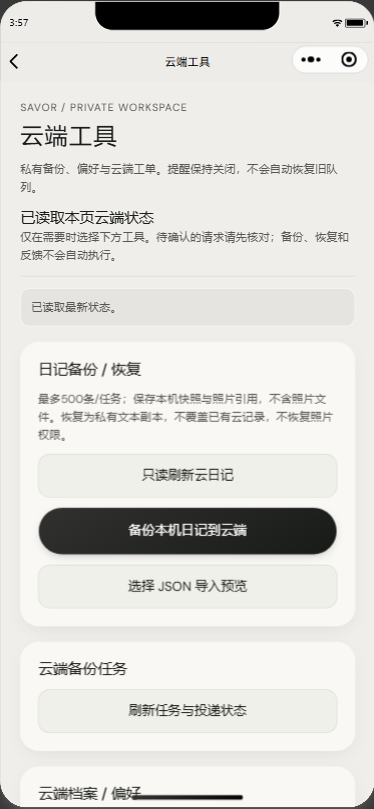 3:57
云端工具
SAVOR / PRIVATE WORKSPACE
云端工具
私有备份、偏好与云端工单。提醒保持关闭，不会自动恢复旧队
列。
已读取本页云端状态
仅在需要时选择下方工具。待确认的请求请先核对；备份、恢复和
反馈不会自动执行。
已读取最新状态。
日记备份 / 恢复
最多500条/任务；保存本机快照与照片引用，不含照片文
件。恢复为私有文本副本，不覆盖已有云记录，不恢复照片
权限。
只读刷新云日记
备份本机日记到云端
选择 JSON 导入预览
云端备份任务
刷新任务与投递状态
云端档案 / 偏好